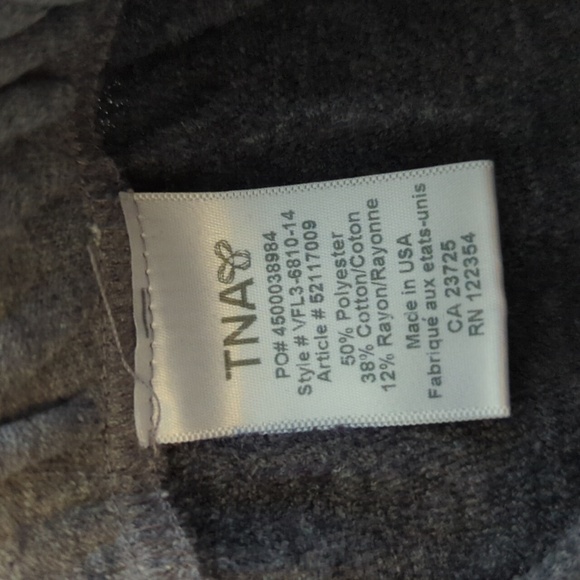 TNA
PO# 4500038984
Style # VFL3-6810-14
Article # 52117009
50% Polyester
38% Cotton/Coton
12% Rayon/Rayonne
Made in USA
Fabriqué aux etats-unis
CA 23725
RN 122354